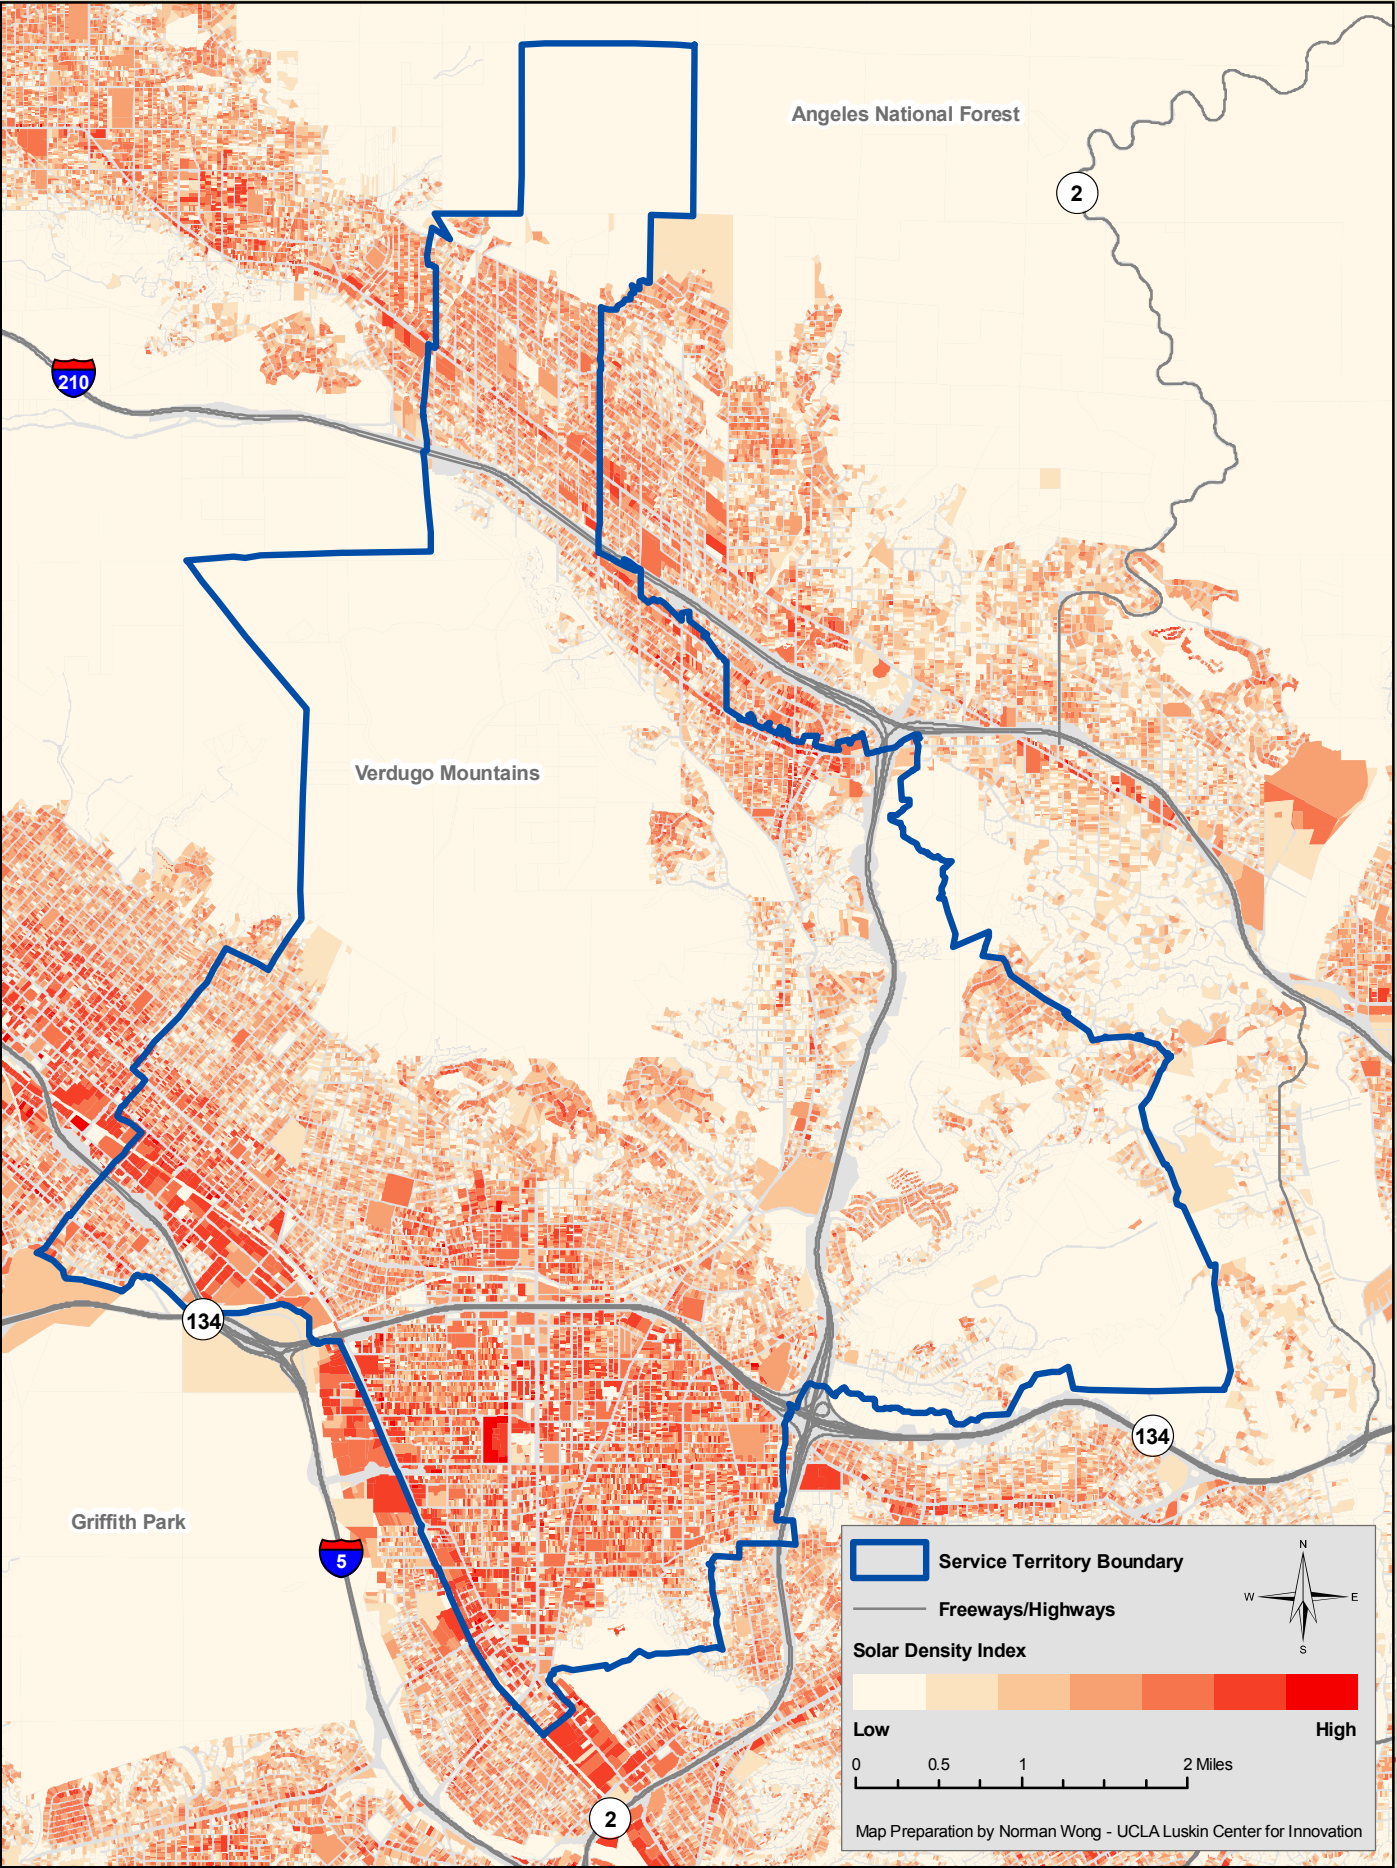 Angeles National Forest
2
210
Verdugo Mountains
134
134
Griffith Park
5
2
Service Territory Boundary
Freeways/Highways
N
W
E
S
Solar Density Index
Low
High
0
0.5
1
2 Miles
Map Preparation by Norman Wong - UCLA Luskin Center for Innovation